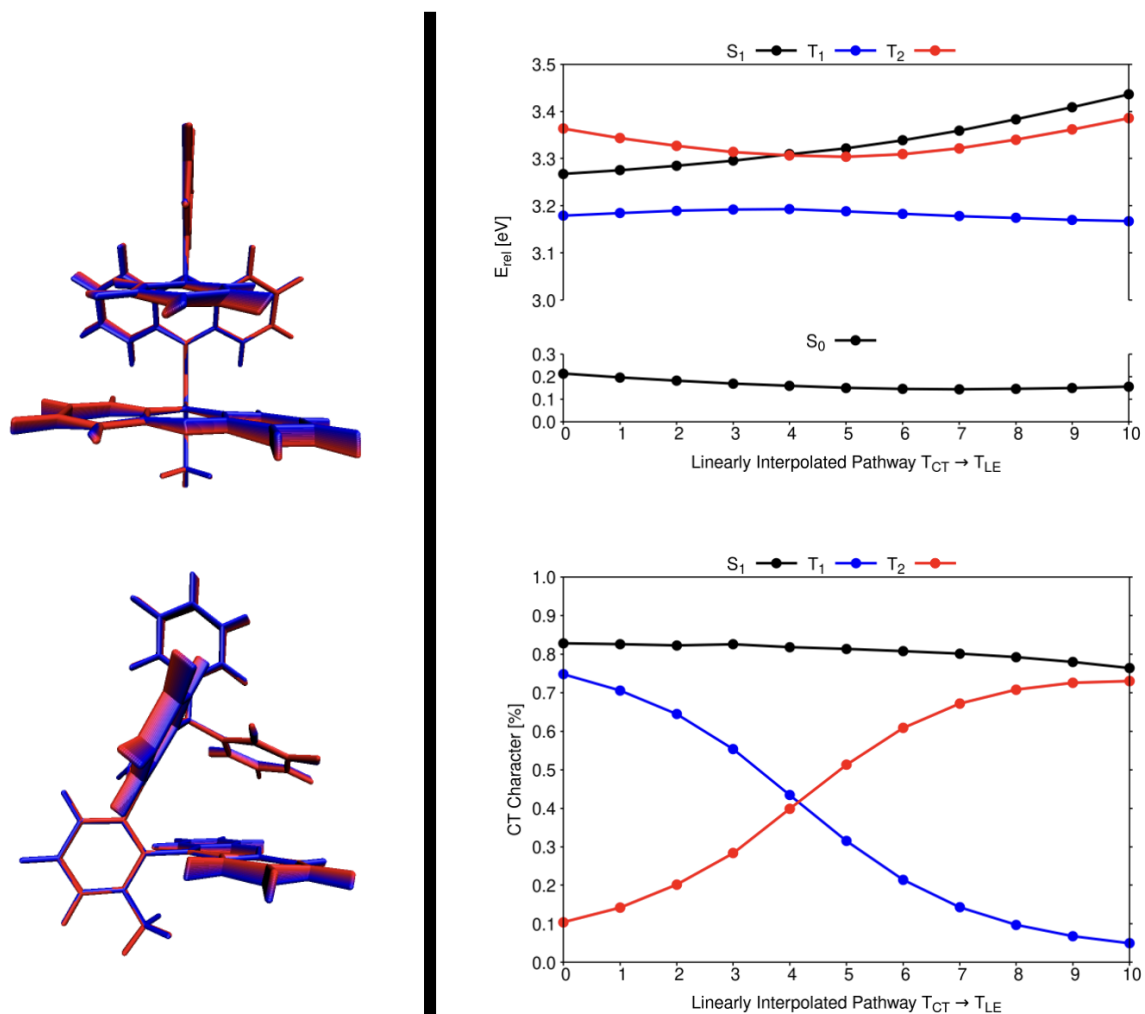 S1 T1 T2
3.5
3.4
3.3
3.2
3.1
3.0
Erel [eV]
S0
0.3
0.2
0.1
0.0
0 1 2 3 4 5 6 7 8 9 10
Linearly Interpolated Pathway TCT → TLE
S1 T1 T2
1.0
0.9
0.8
0.7
0.6
0.5
0.4
0.3
0.2
0.1
0.0
CT Character [%]
0 1 2 3 4 5 6 7 8 9 10
Linearly Interpolated Pathway TCT → TLE